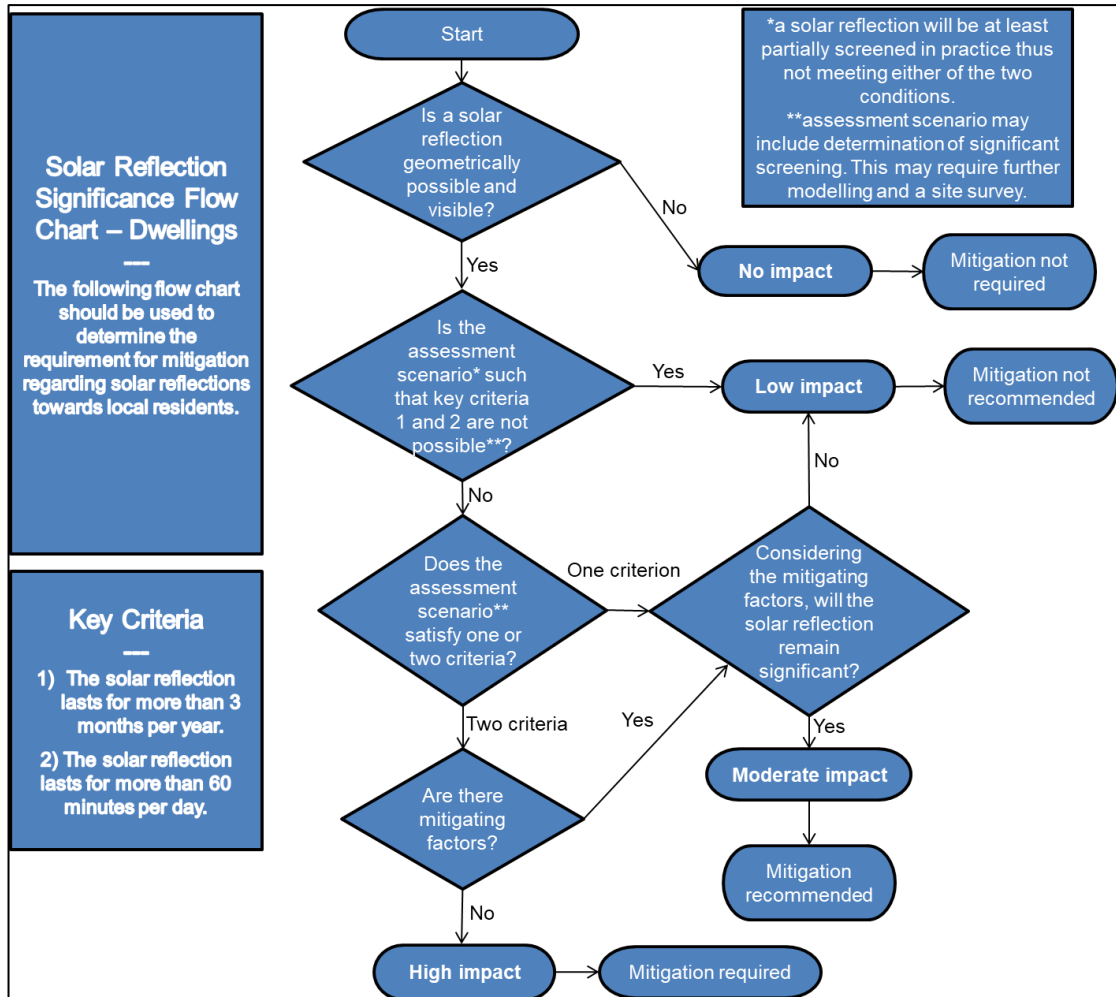 Solar Reflection
Significance Flow
Chart – Dwellings
---
The following flow chart
should be used to
determine the
requirement for mitigation
regarding solar reflections
towards local residents.
Key Criteria
---
1) The solar reflection
lasts for more than 3
months per year.
2) The solar reflection
lasts for more than 60
minutes per day.
Start
*a solar reflection will be at least
partially screened in practice thus
not meeting either of the two
conditions.
**assessment scenario may
include determination of significant
screening. This may require further
modelling and a site survey.
Is a solar
reflection
geometrically
possible and
visible?
No
No impact
Mitigation not
required
Yes
Is the
assessment
scenario* such
that key criteria
1 and 2 are not
possible**?
Yes
Low impact
Mitigation not
recommended
No
No
Does the
assessment
scenario**
satisfy one or
two criteria?
One criterion
Considering
the mitigating
factors, will the
solar reflection
remain
significant?
Two criteria
Yes
Yes
Are there
mitigating
factors?
Moderate impact
Mitigation
recommended
No
High impact
Mitigation required